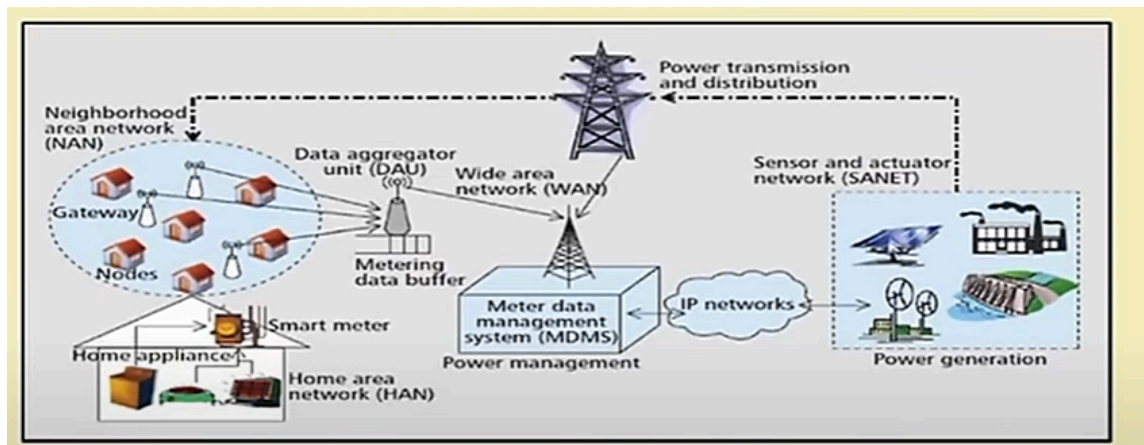 Power transmission
and distribution
Neighborhood
area network
(NAN)
Data aggregator
unit (DAU)
Wide area
network (WAN)
Sensor and actuator
network (SANET)
Gateway
Nodes
Metering
data buffer
Meter data
management
system (MDMS)
IP networks
Smart meter
Home appliance
Power management
Power generation
Home area
network (HAN)